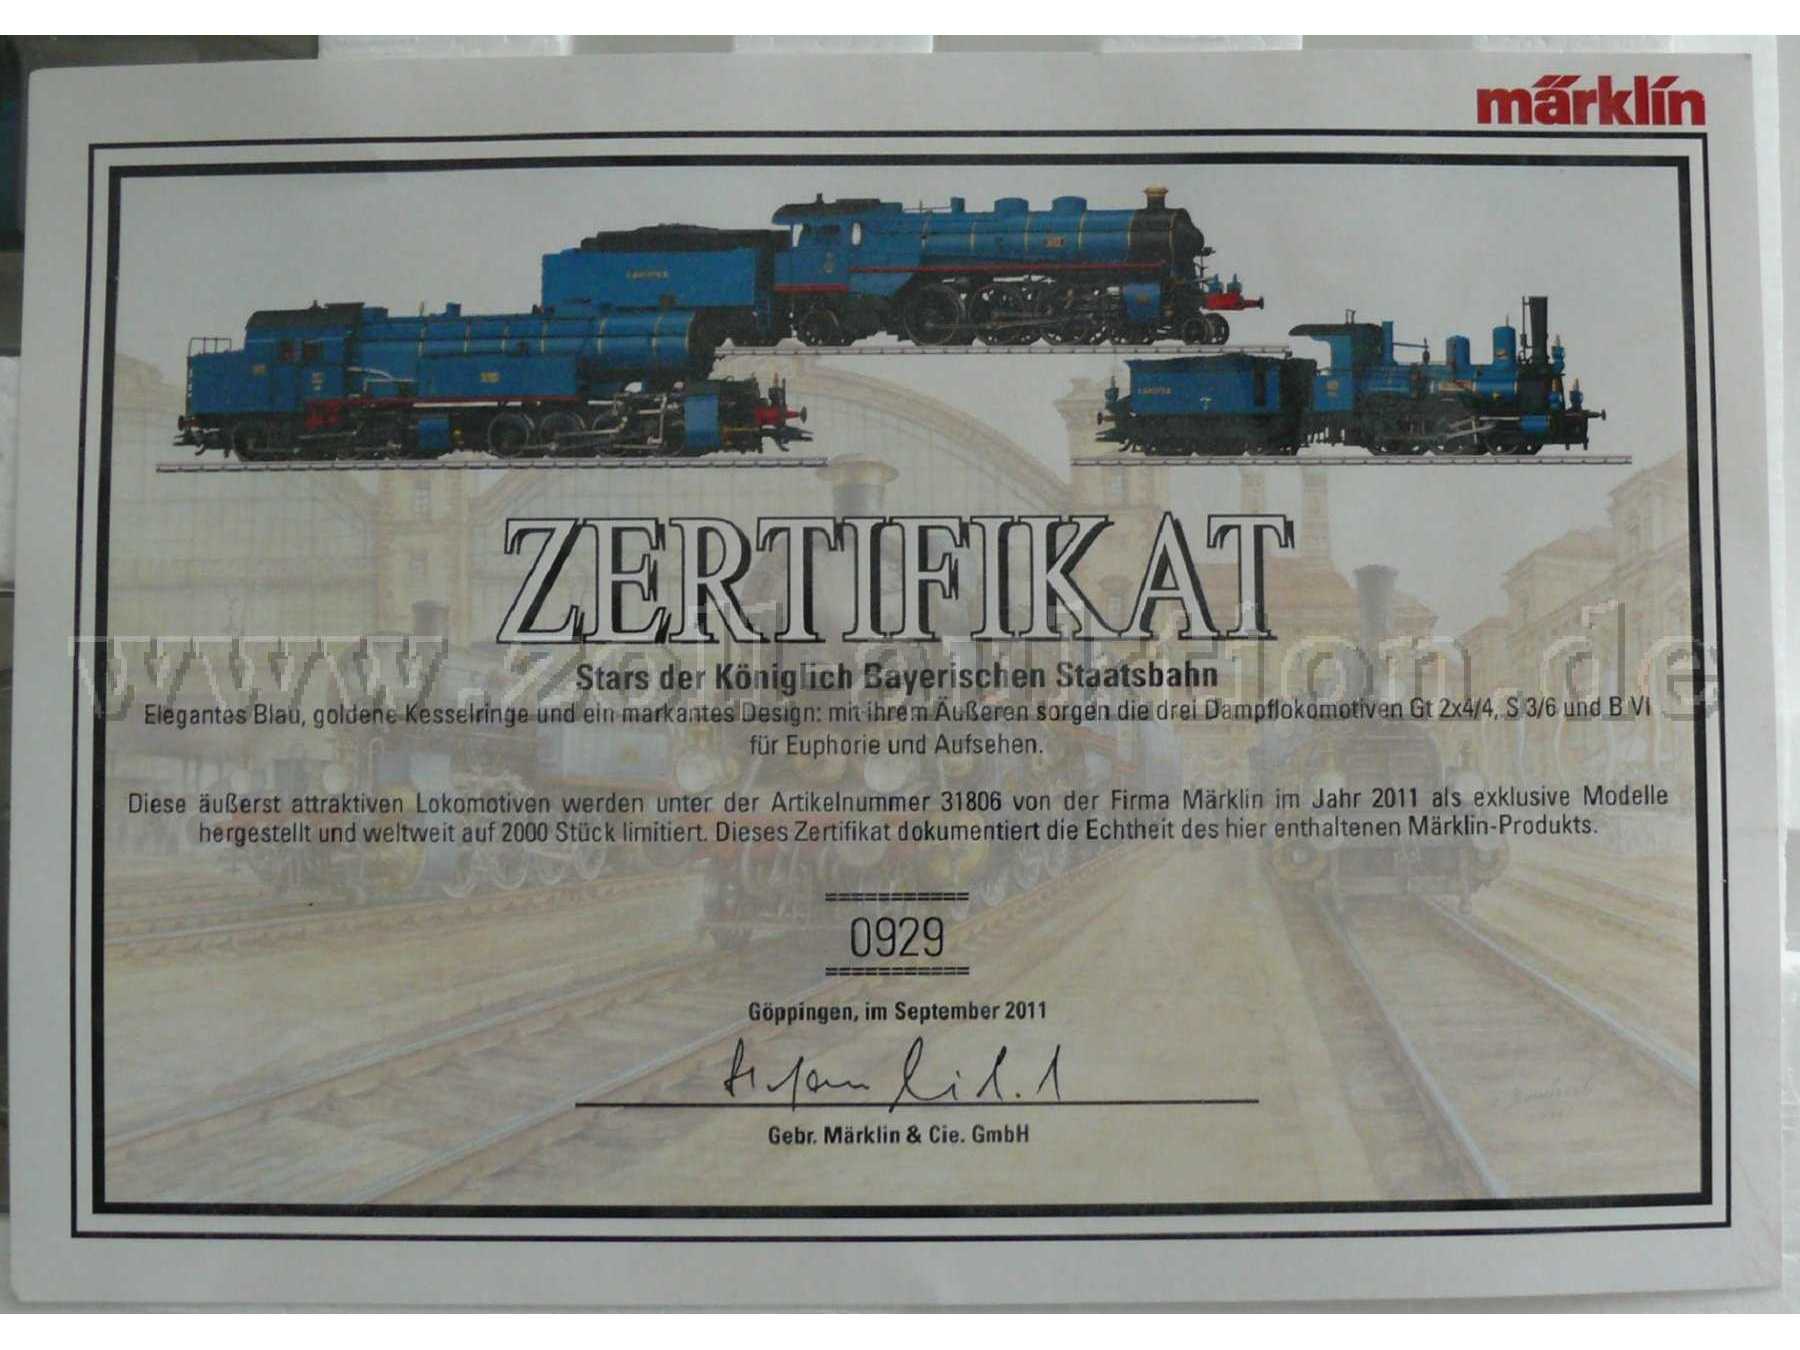 märklin
ZERTIFIKAT
www.zoll-auktion.de
Stars der Königlich Bayerischen Staatsbahn
Elegantes Blau, goldene Kesselringe und ein markantes Design: mit ihrem Äußeren sorgen die drei Dampflokomotiven Gt 2x4/4, S 3/6 und B VI
für Euphorie und Aufsehen.
Diese äußerst attraktiven Lokomotiven werden unter der Artikelnummer 31806 von der Firma Märklin im Jahr 2011 als exklusive Modelle
hergestellt und weltweit auf 2000 Stück limitiert. Dieses Zertifikat dokumentiert die Echtheit des hier enthaltenen Märklin-Produkts.
===========
0929
===========
Göppingen, im September 2011
Gebr. Märklin & Cie. GmbH